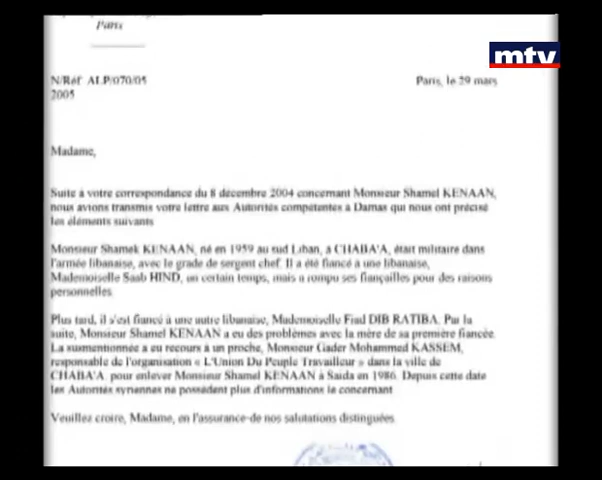 Paris
mtv
N/Réf AI.P/070/05 Paris, le 29 mars
2005
Madame,
Suite à votre correspondance du 8 décembre 2004 concernant Monsieur Shamel KENAAN,
nous avions transmis votre lettre aux Autorités compétentes à Damas qui nous ont précisé
les éléments suivants
Monsieur Shamek KENAAN, né en 1959 au sud Liban, à CHABA'A, était militaire dans
l'armée libanaise, avec le grade de sergent chef. Il a été fiancé à une libanaise,
Mademoiselle Saab HIND, un certain temps, mais a rompu ses fiançailles pour des raisons
personnelles.
Plus tard, il s'est fiancé à une autre libanaise, Mademoiselle DIB RATIBA. Par la
suite, Monsieur Shamel KENAAN a eu des problèmes avec la mère de sa première fiancée.
La susmentionnée a eu recours à un proche, Monsieur Gader Mohammed KASSEM,
responsable de l'organisation « L'Union Du Peuple Travailleur » dans la ville de
CHABA'A, pour enlever Monsieur Shamel KENAAN à Saida en 1986. Depuis cette date
les Autorités syriennes ne possèdent plus d'informations le concernant
Veuillez croire, Madame, en l'assurance-de nos salutations distinguées.